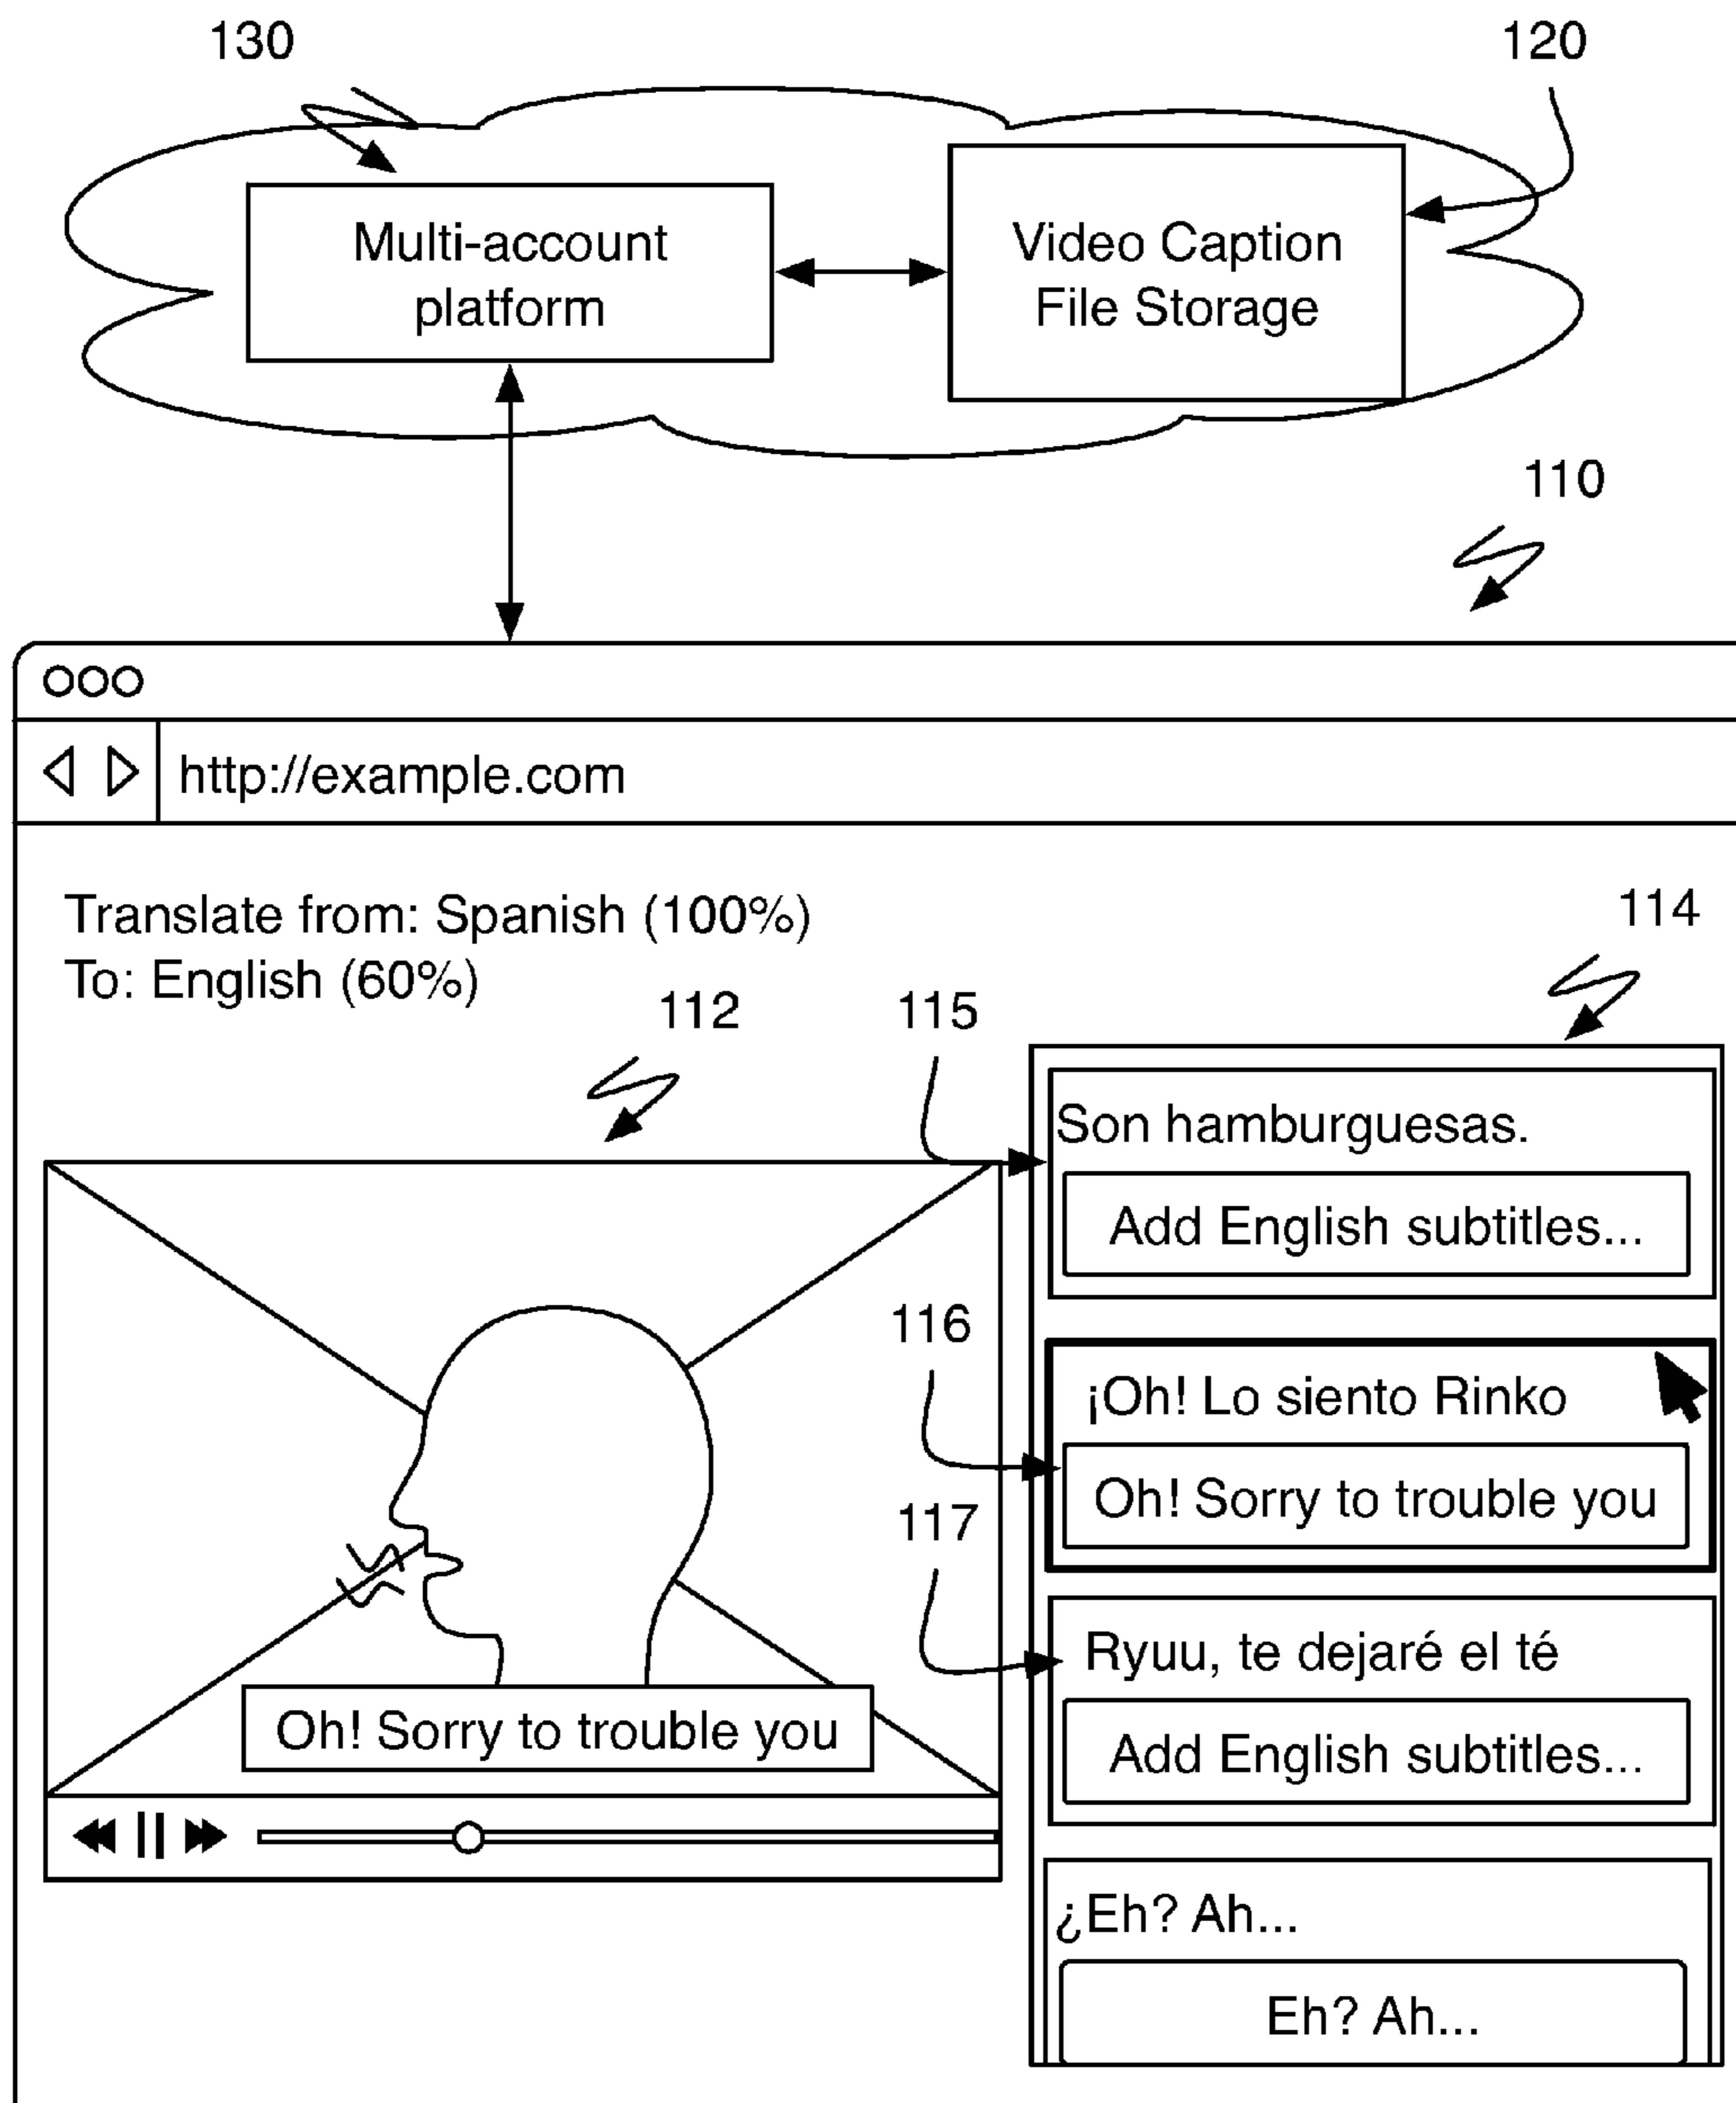 130
120
Multi-account
platform
Video Caption
File Storage
110
http://example.com
Translate from: Spanish (100%)
To: English (60%)
114
112
115
Son hamburguesas.
Add English subtitles...
116
¡Oh! Lo siento Rinko
Oh! Sorry to trouble you
117
Ryuu, te dejaré el té
Add English subtitles...
Oh! Sorry to trouble you
¿Eh? Ah...
Eh? Ah...